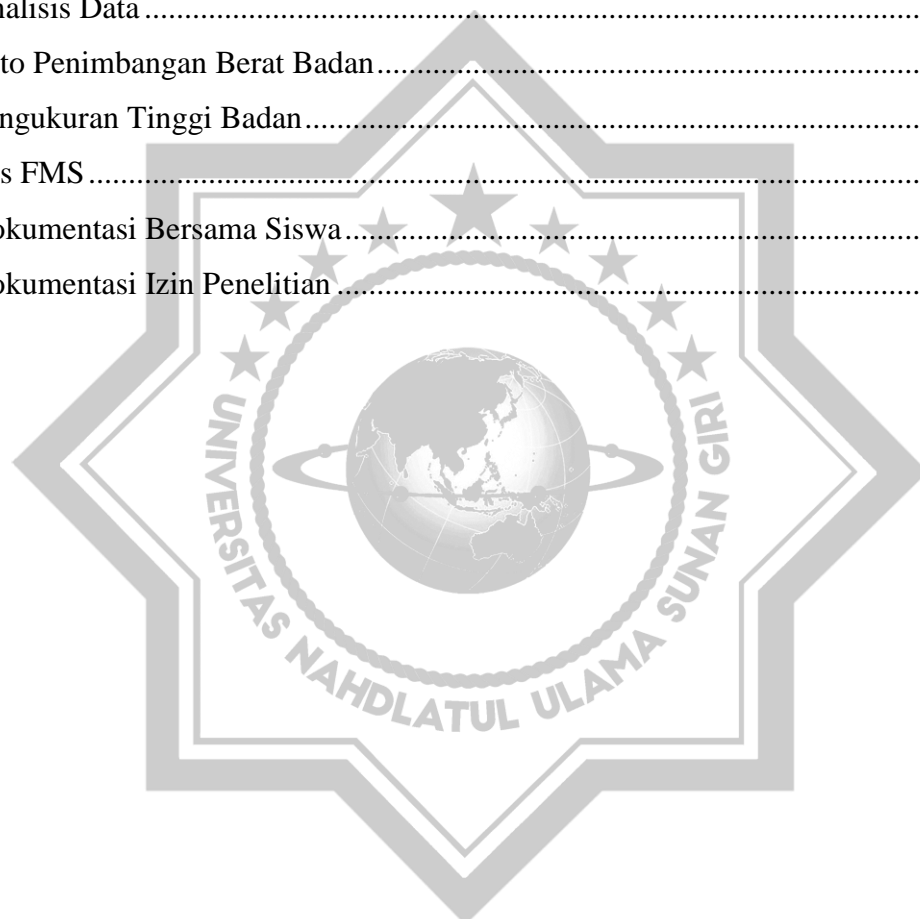 nalisis Data
to Penimbangan Berat Badan
ngukuran Tinggi Badan
s FMS
okumentasi Bersama Siswa
okumentasi Izin Penelitian
UNIVERSITAS NAHDLATUL ULAMA SUNAN GIRI